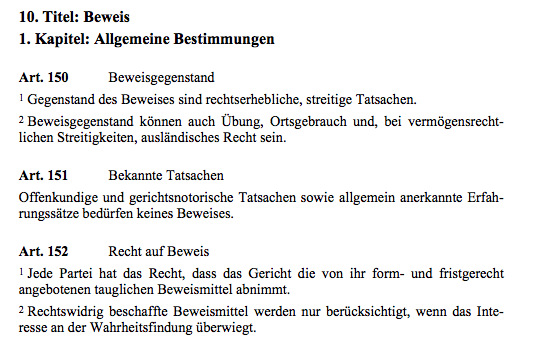 10. Titel: Beweis
1. Kapitel: Allgemeine Bestimmungen
Art. 150 Beweisgegenstand
1 Gegenstand des Beweises sind rechtserhebliche, streitige Tatsachen.
2 Beweisgegenstand können auch Übung, Ortsgebrauch und, bei vermögensrecht-
lichen Streitigkeiten, ausländisches Recht sein.
Art. 151 Bekannte Tatsachen
Offenkundige und gerichtsnotorische Tatsachen sowie allgemein anerkannte Erfah-
rungssätze bedürfen keines Beweises.
Art. 152 Recht auf Beweis
1 Jede Partei hat das Recht, dass das Gericht die von ihr form- und fristgerecht
angebotenen tauglichen Beweismittel abnimmt.
2 Rechtswidrig beschaffte Beweismittel werden nur berücksichtigt, wenn das Inte-
resse an der Wahrheitsfindung überwiegt.